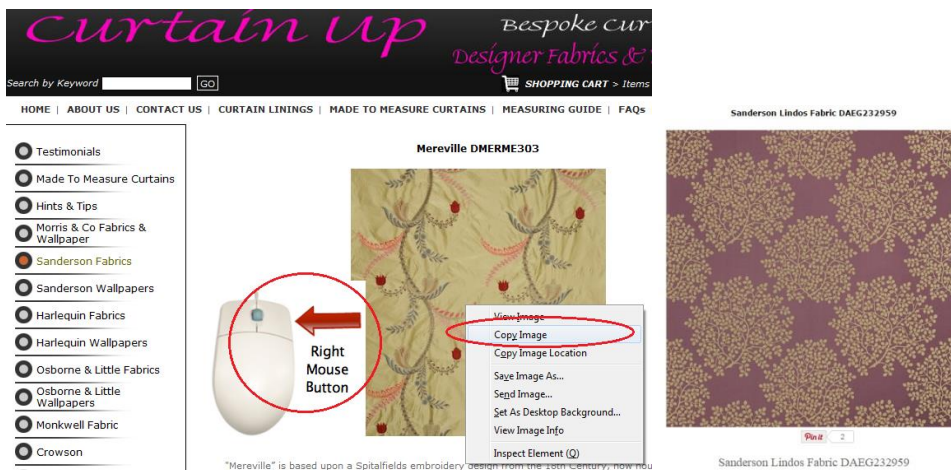 Curtain Up
Bespoke Cur
Designer Fabrics &
Search by Keyword GO
SHOPPING CART > Items
HOME | ABOUT US | CONTACT US | CURTAIN LININGS | MADE TO MEASURE CURTAINS | MEASURING GUIDE | FAQs
Testimonials
Made To Measure Curtains
Hints & Tips
Morris & Co Fabrics &
Wallpaper
Sanderson Fabrics
Sanderson Wallpapers
Harlequin Fabrics
Harlequin Wallpapers
Osborne & Little Fabrics
Osborne & Little
Wallpapers
Monkwell Fabric
Crowson
Mereville DMERME303
Right
Mouse
Button
View Image
Copy Image
Copy Image Location
Save Image As...
Send Image...
Set As Desktop Background...
View Image Info
Inspect Element (Q)
"Mereville" is based upon a Spitalfields embroidery design from the 18th Century, now hou
Sanderson Lindos Fabric DAEG232959
Pin it 2
Sanderson Lindos Fabric DAEG232959